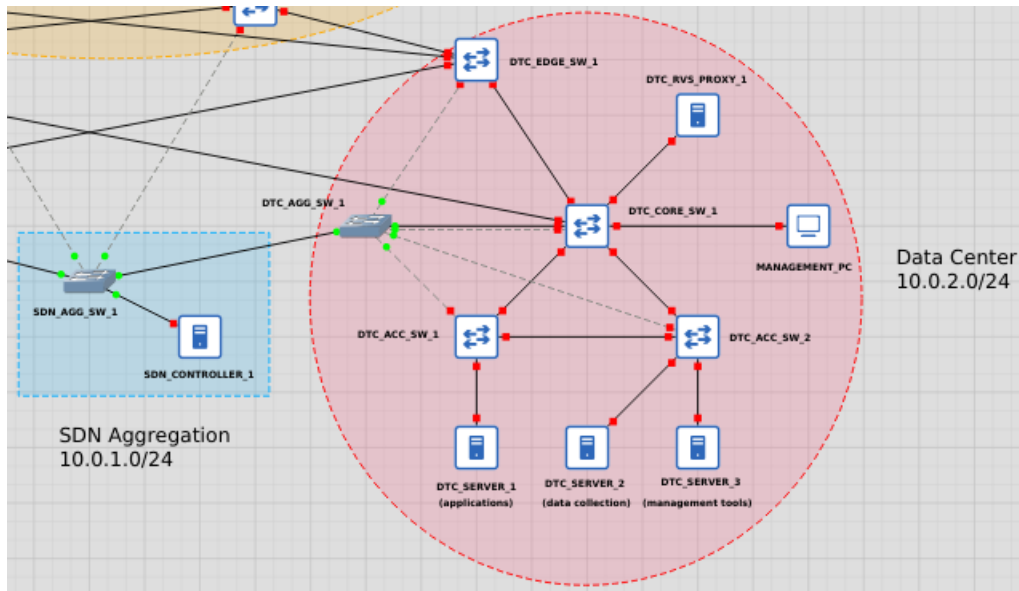 DTC_EDGE_SW_1
DTC_RVS_PROXY_1
DTC_AGG_SW_1
DTC_CORE_SW_1
MANAGEMENT_PC
Data Center
10.0.2.0/24
SDN_AGG_SW_1
DTC_ACC_SW_1
DTC_ACC_SW_2
SDN_CONTROLLER_1
SDN Aggregation
10.0.1.0/24
DTC_SERVER_1
(applications)
DTC_SERVER_2
(data collection)
DTC_SERVER_3
(management tools)